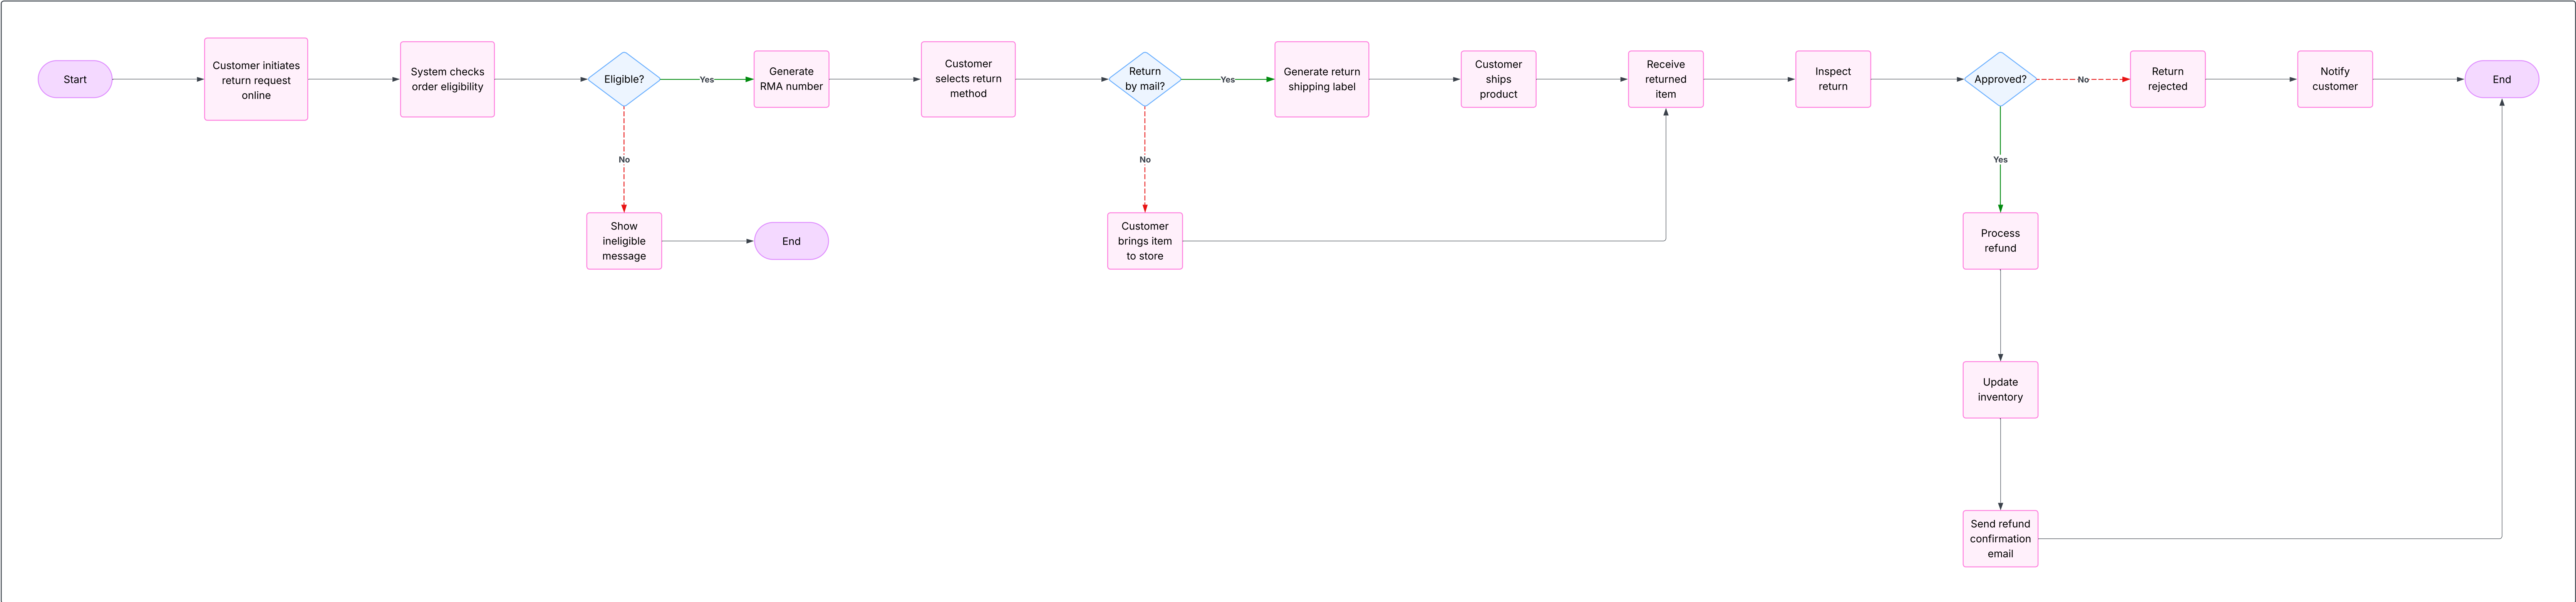 Start
Customer initiates
return request
online
System checks
order eligibility
Eligible?
Yes
Generate
RMA number
Customer
selects return
method
Return
by mail?
Yes
Generate return
shipping label
Customer
ships
product
Receive
returned
item
Inspect
return
Approved?
No
Return
rejected
Notify
customer
End
No
No
Yes
Show
ineligible
message
End
Customer
brings item
to store
Process
refund
Update
inventory
Send refund
confirmation
email